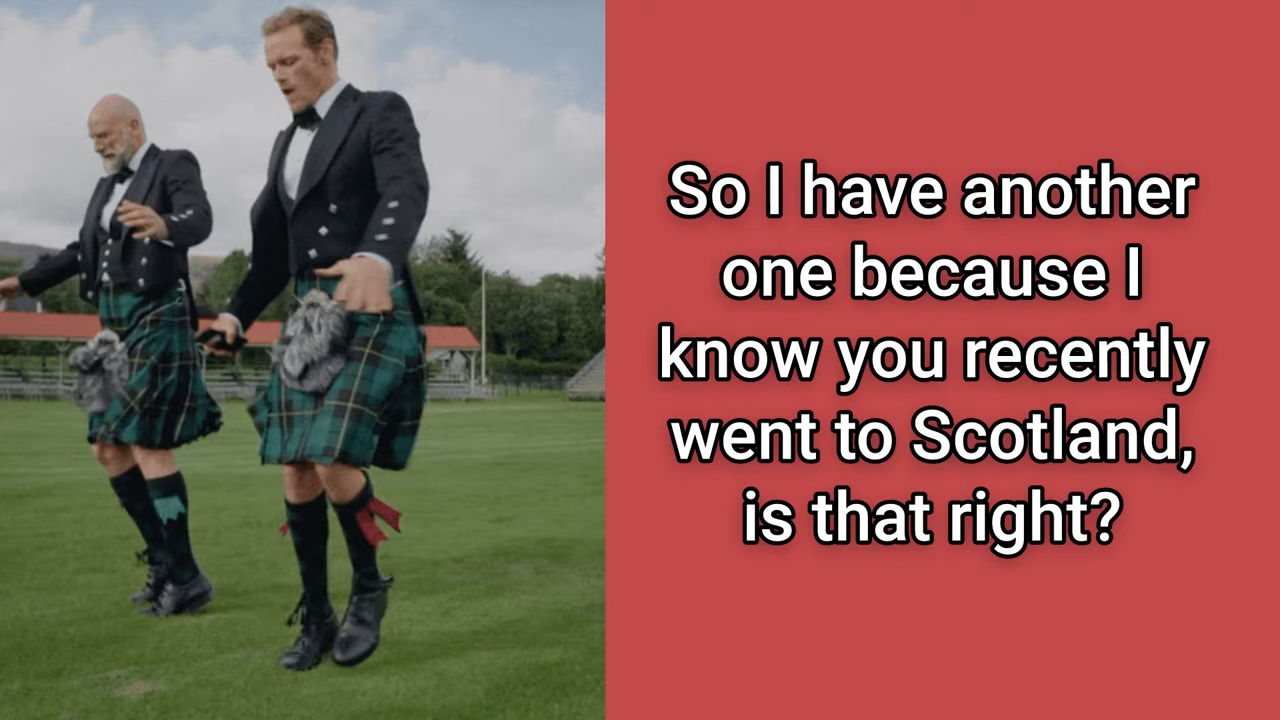 So I have another
one because I
know you recently
went to Scotland,
is that right?